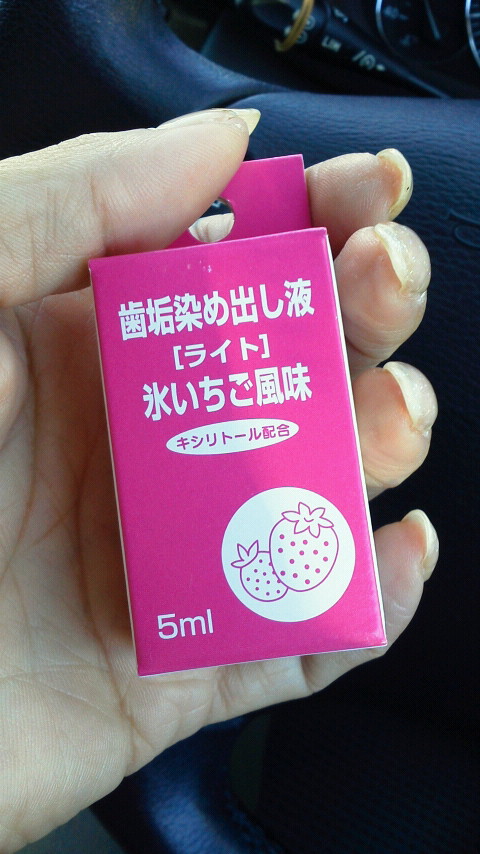 歯垢染め出し液
[ライト]
氷いちご風味
キシリトール配合
5ml